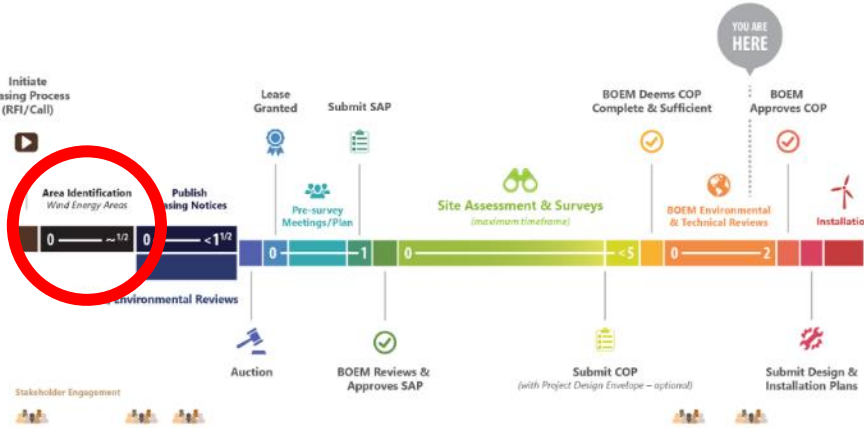 YOU ARE
HERE
Initiate
asing Process
(RFI/Call)
Lease
Granted
Submit SAP
BOEM Deems COP
Complete & Sufficient
BOEM
Approves COP
Area Identification
Wind Energy Areas
Publish
asing Notices
Pre-survey
Meetings/Plan
Site Assessment & Surveys
(maximum timeframe)
BOEM Environmental
& Technical Reviews
Installatio
0 ~1/2
0 <1 1/2
0 1
0 <5
0 2
Environmental Reviews
Auction
BOEM Reviews &
Approves SAP
Submit COP
(with Project Design Envelope – optional)
Submit Design &
Installation Plans
Stakeholder Engagement